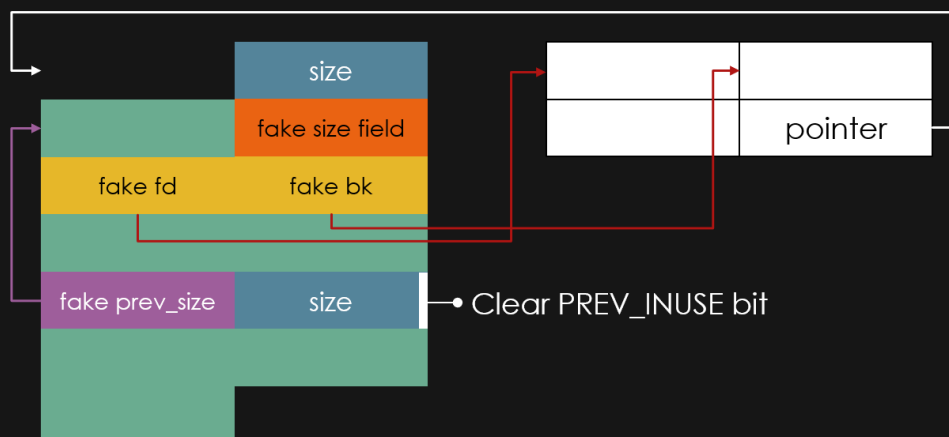 size
fake size field
pointer
fake fd
fake bk
fake prev_size
size
Clear PREV_INUSE bit